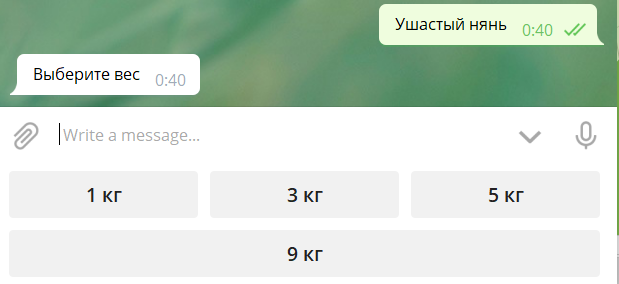 Ушастый нянь 0:40
Выберите вес 0:40
Write a message...
1 кг 3 кг 5 кг
9 кг